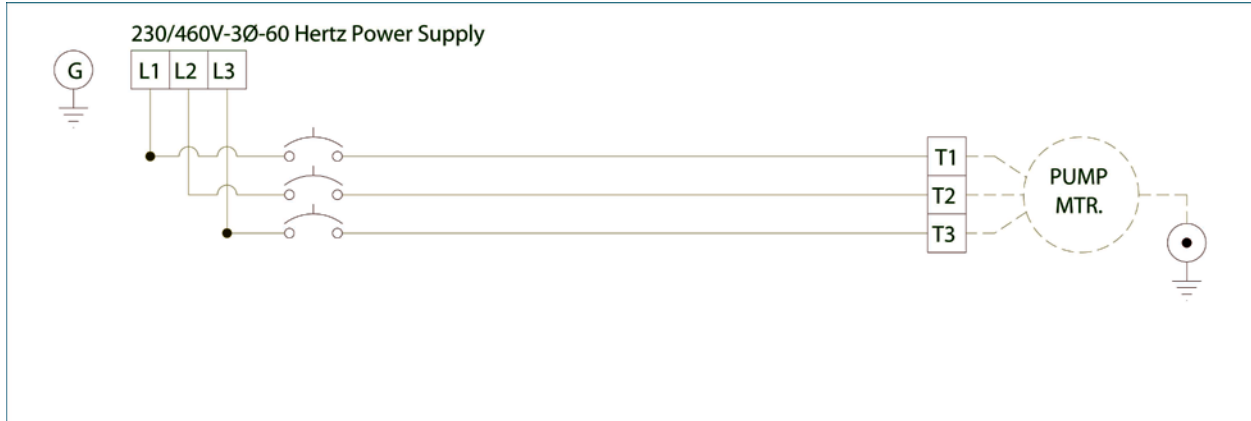 230/460V-3Ø-60 Hertz Power Supply
G
L1 L2 L3
T1
T2
T3
PUMP
MTR.